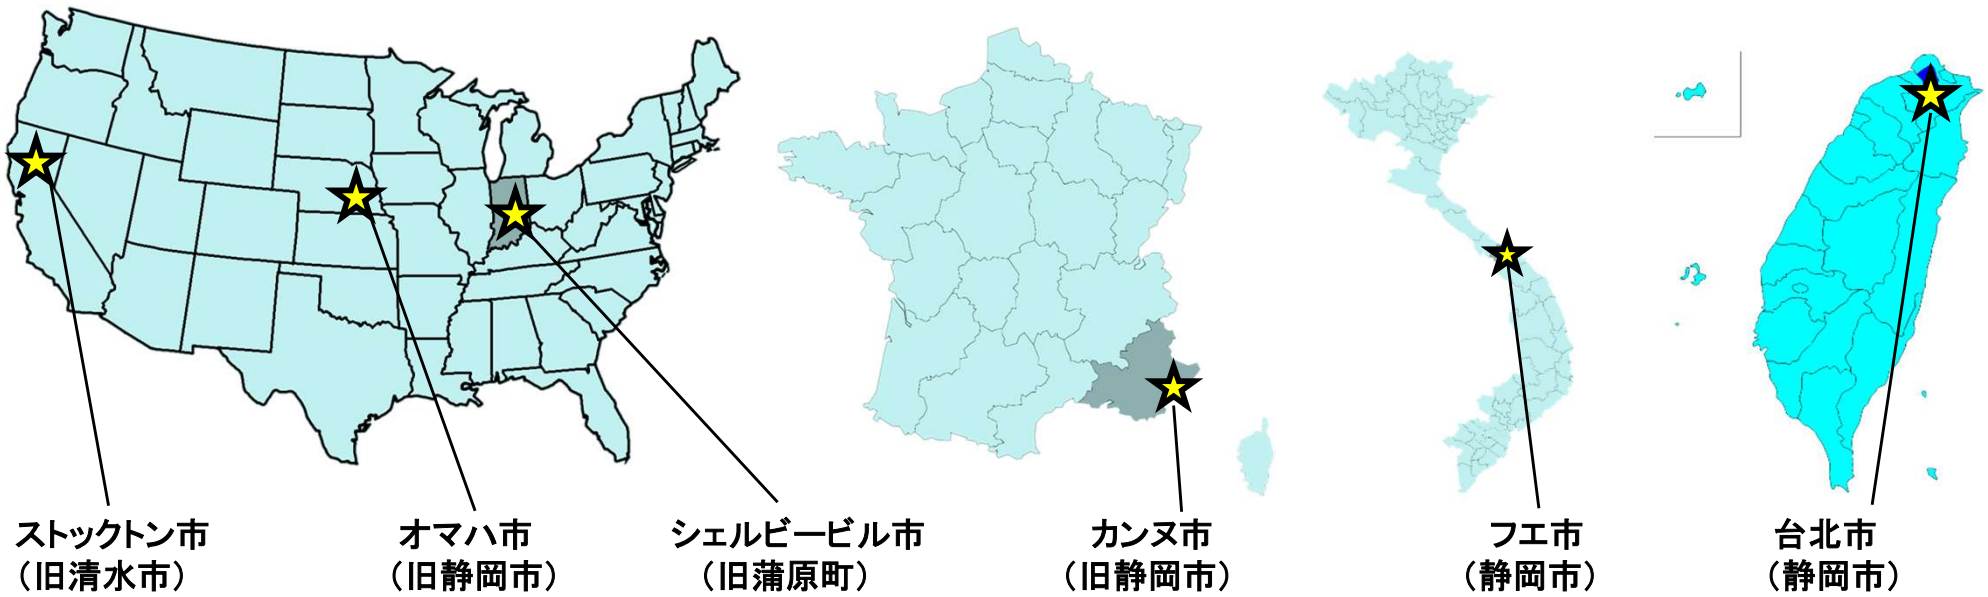 ストックトン市
（旧清水市）
オマハ市
（旧静岡市）
シェルビービル市
（旧蒲原町）
カンヌ市
（旧静岡市）
フエ市
（静岡市）
台北市
（静岡市）